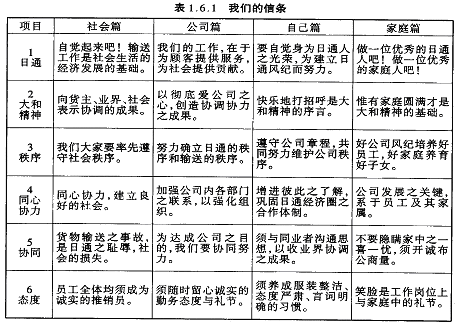 表 1.6.1 我们的信条
项目 社会篇 公司篇 自己篇 家庭篇
1
日通
自觉起来吧！输送
工作是社会生活的
经济发展的基础。
我们的工作，在于
为顾客提供服务，
为社会提供贡献。
要自觉身为日通人
之光荣，为建立日
通风纪而努力。
做一位优秀的日通
人吧！做一位优秀
的家庭人吧！
2
大和
精神
向货主、业界、社会
表示协调的成果。
以彻底爱公司之
心，创造协调协力
之成果。
快乐地打招呼是大
和精神的序言。
惟有家庭圆满才是
大和精神的基础。
3
秩序
我们大家要率先遵
守社会秩序。
努力确立日通的秩
序和输送的秩序。
遵守公司章程，共
同努力维护公司秩
序。
好公司风纪培养好
员工，好家庭养育
好子女。
4
同心
协力
同心协力，建立良
好的社会。
加强公司内各部门
之联系，以强化组
织。
增进彼此之了解，
巩固日通经济圈之
合作体制。
公司发展之关键，
系于员工及其家
属。
5
协同
货物输送之事故，
是日通之耻辱，社
会的损失。
为达成公司之目
的，我们要协同努
力。
须与同业者沟通思
想，以收业界协调
之成果。
不要隐瞒家中之一
喜一忧，须开诚布
公商量。
6
态度
员工全体均须成为
诚实的推销员。
须随时留心诚实的
勤务态度与礼节。
须养成服装整洁、
态度严肃、言词明
确的习惯。
笑脸是工作岗位上
与家庭中的礼节。